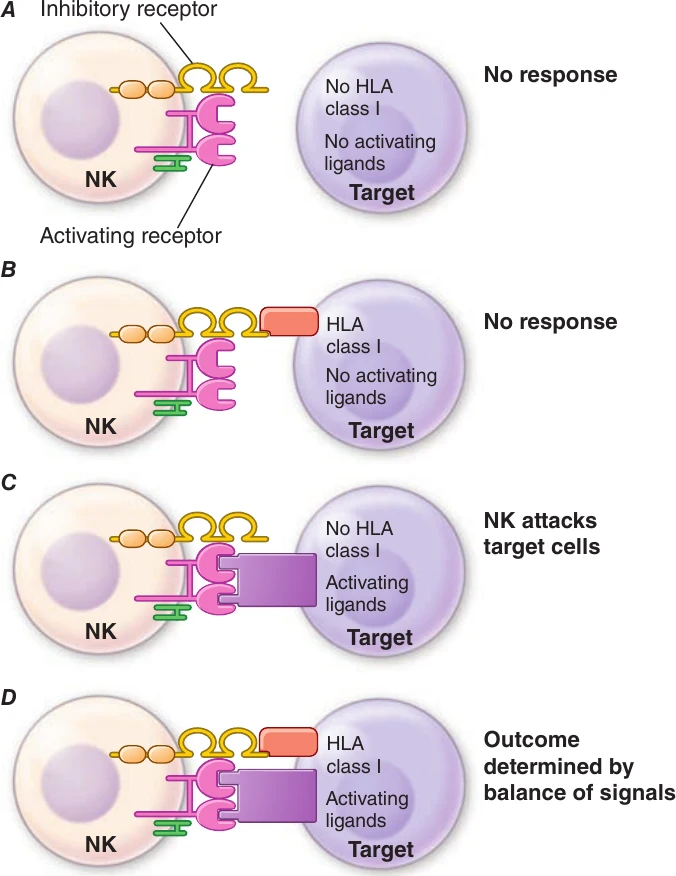 A
Inhibitory receptor
No HLA
class I
No activating
ligands
Target
NK
Activating receptor
No response
B
HLA
class I
No activating
ligands
Target
NK
No response
C
No HLA
class I
Activating
ligands
Target
NK
NK attacks
target cells
D
HLA
class I
Activating
ligands
Target
NK
Outcome
determined by
balance of signals